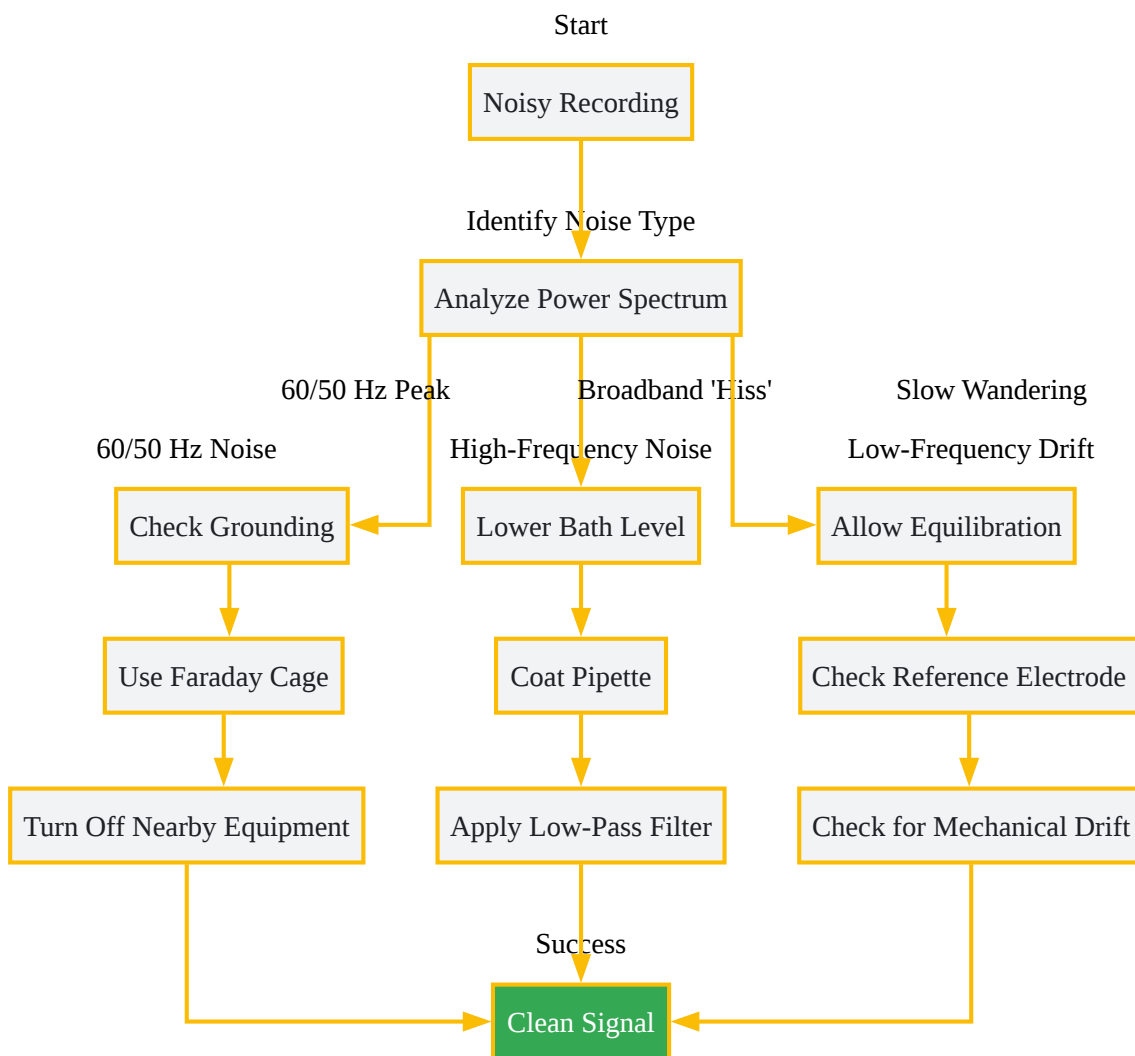 Start
Noisy Recording
Identify Noise Type
Analyze Power Spectrum
60/50 Hz Peak
Broadband 'Hiss'
Slow Wandering
60/50 Hz Noise
High-Frequency Noise
Low-Frequency Drift
Check Grounding
Lower Bath Level
Allow Equilibration
Use Faraday Cage
Coat Pipette
Check Reference Electrode
Turn Off Nearby Equipment
Apply Low-Pass Filter
Check for Mechanical Drift
Success
Clean Signal